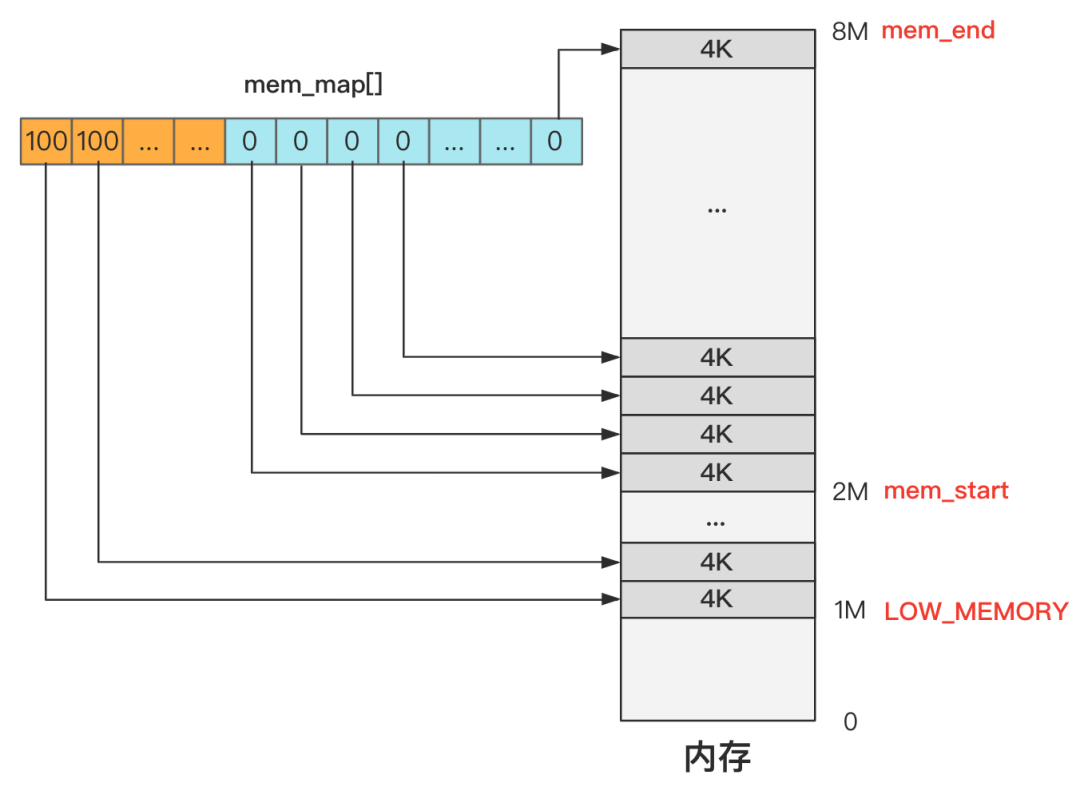 8M mem_end
4K
mem_map[]
100 100 ... ... 0 0 0 0 ... ... 0
...
4K
4K
4K
4K
2M mem_start
...
4K
4K
1M LOW_MEMORY
0
内存